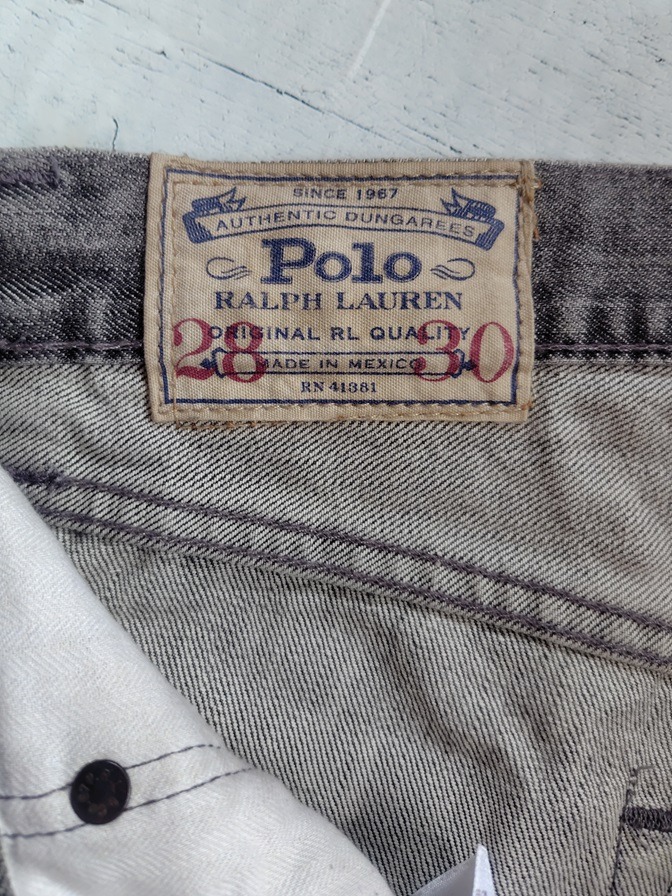 SINCE 1967
AUTHENTIC DUNGAREES
Polo
RALPH LAUREN
ORIGINAL RL QUALITY
28 30
MADE IN MEXICO
RN 41381